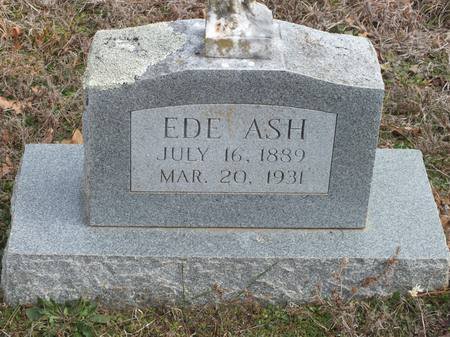 EDE ASH
JULY 16, 1889
MAR. 20, 1931